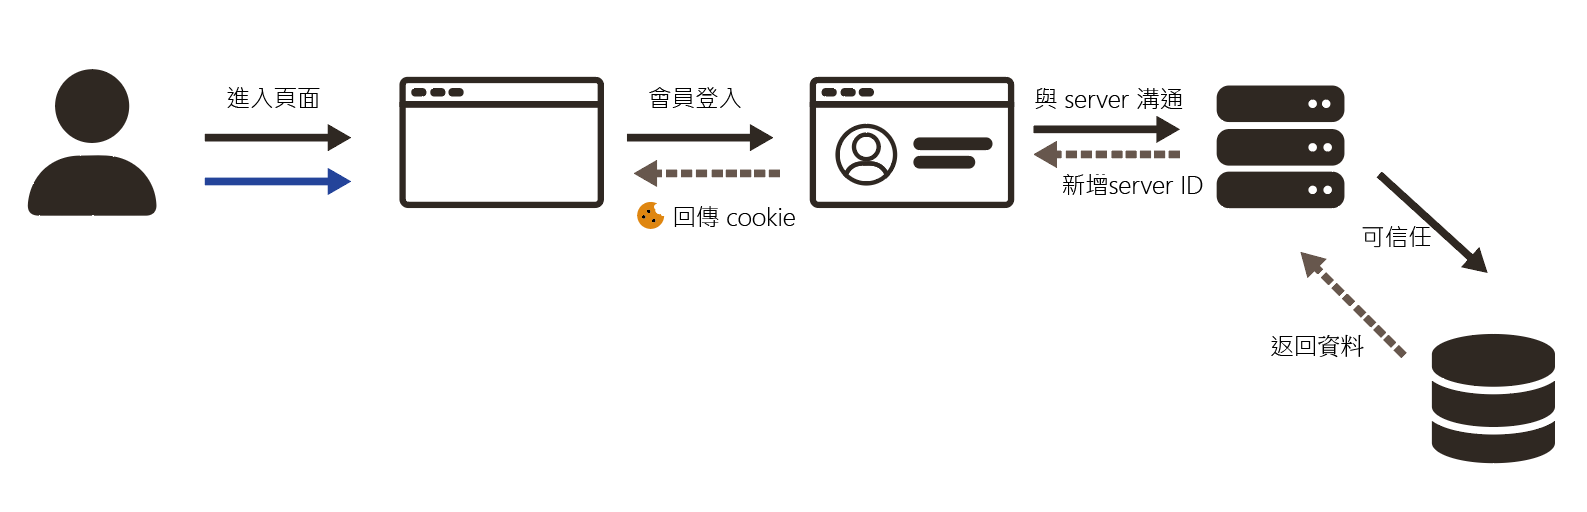 進入頁面
會員登入
回傳 cookie
與 server 溝通
新增server ID
可信任
返回資料